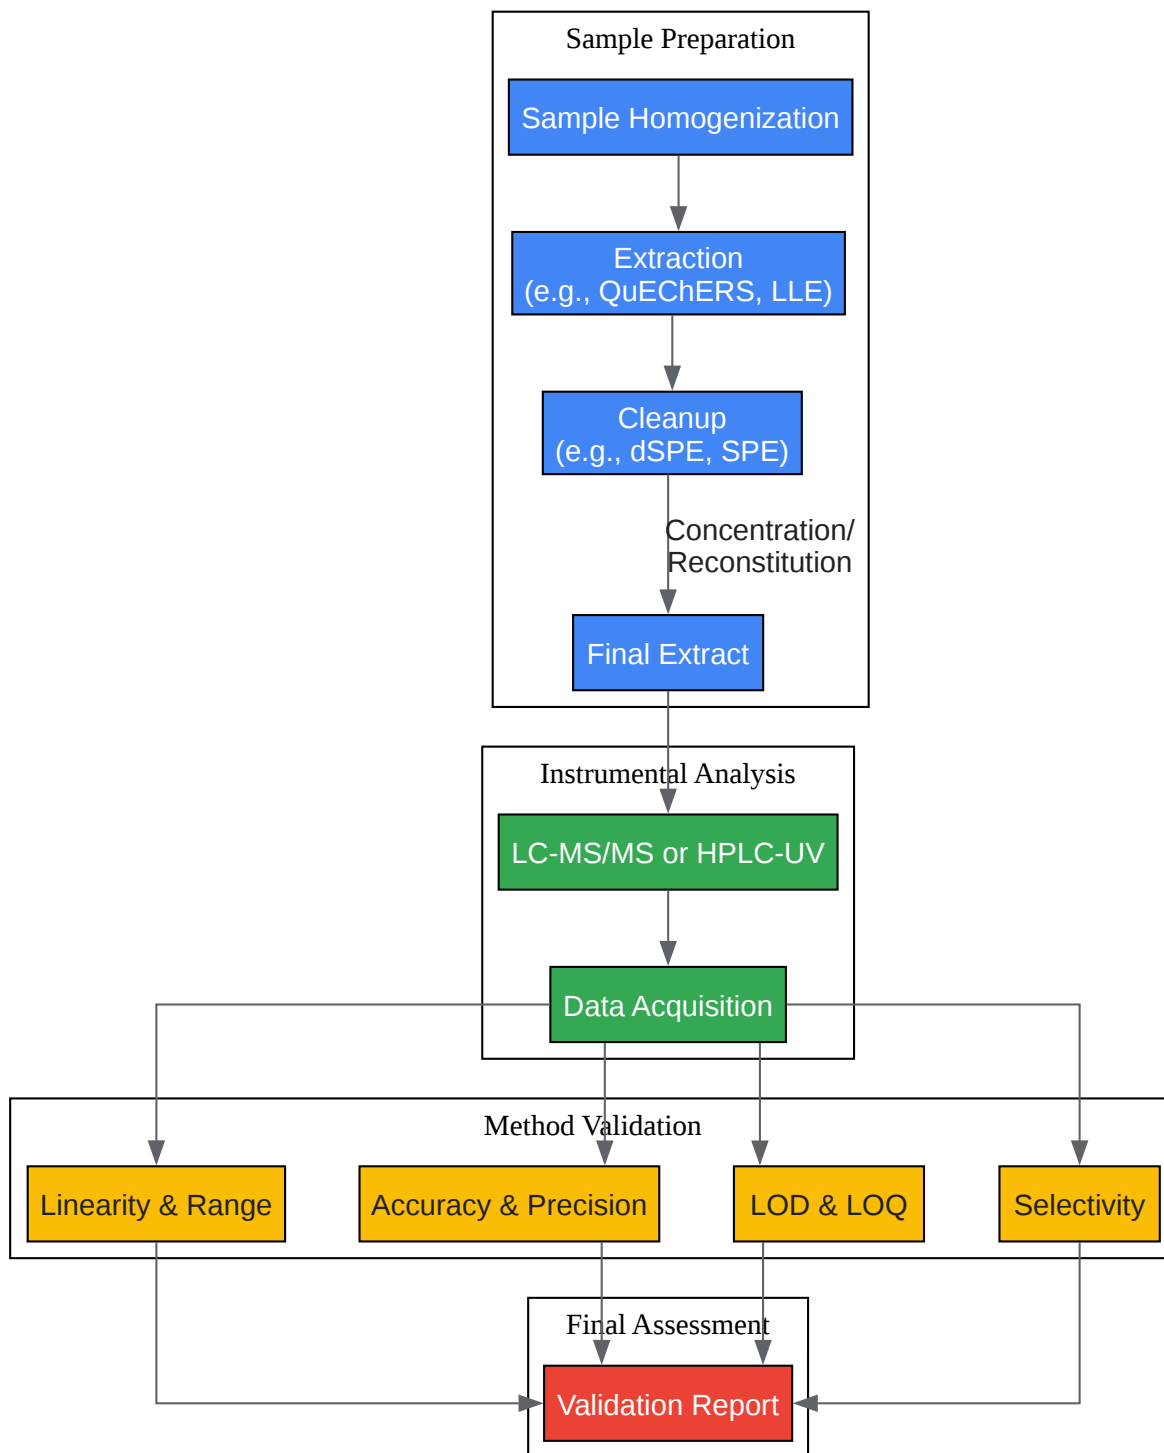 Sample Preparation
Sample Homogenization
Extraction
(e.g., QuEChERS, LLE)
Cleanup
(e.g., dSPE, SPE)
Concentration/
Reconstitution
Final Extract
Instrumental Analysis
LC-MS/MS or HPLC-UV
Data Acquisition
Method Validation
Linearity & Range
Accuracy & Precision
LOD & LOQ
Selectivity
Final Assessment
Validation Report